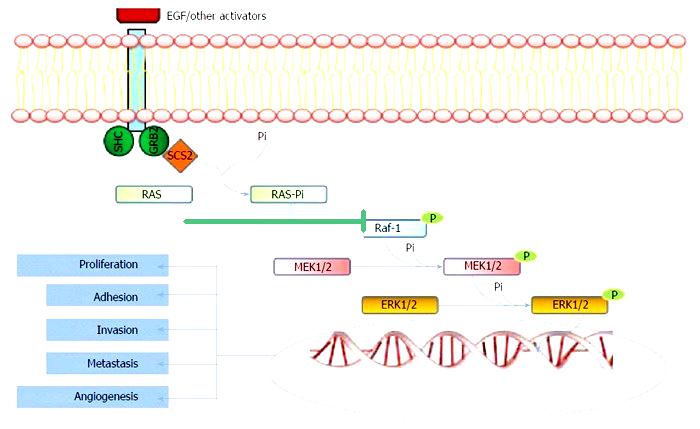 EGF/other activators
SHC
GRB2
SCS2
Pi
RAS
RAS-Pi
Raf-1
P
Pi
MEK1/2
MEK1/2
P
Pi
ERK1/2
ERK1/2
P
Proliferation
Adhesion
Invasion
Metastasis
Angiogenesis